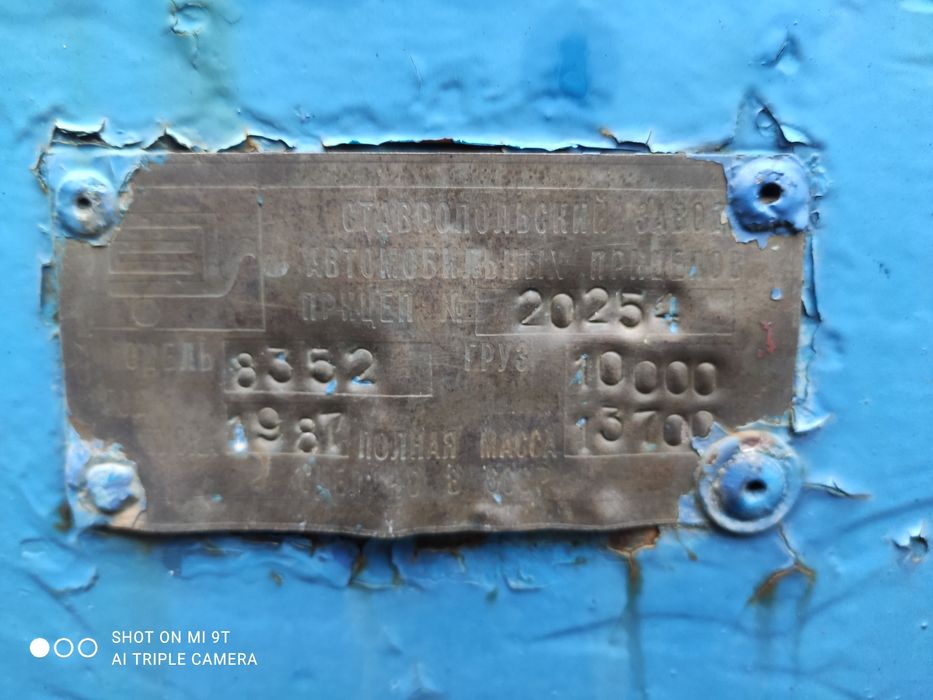 СТАВРОПОЛЬСКИЙ ЗАВОД
АВТОМОБИЛЬНЫХ ПРИЦЕПОВ
ПРИЦЕП № 20254
МОДЕЛЬ 8352 ГРУЗ 10000
1987 ПОЛНАЯ МАССА 13700
СДЕЛАНО В СССР
SHOT ON MI 9T
AI TRIPLE CAMERA